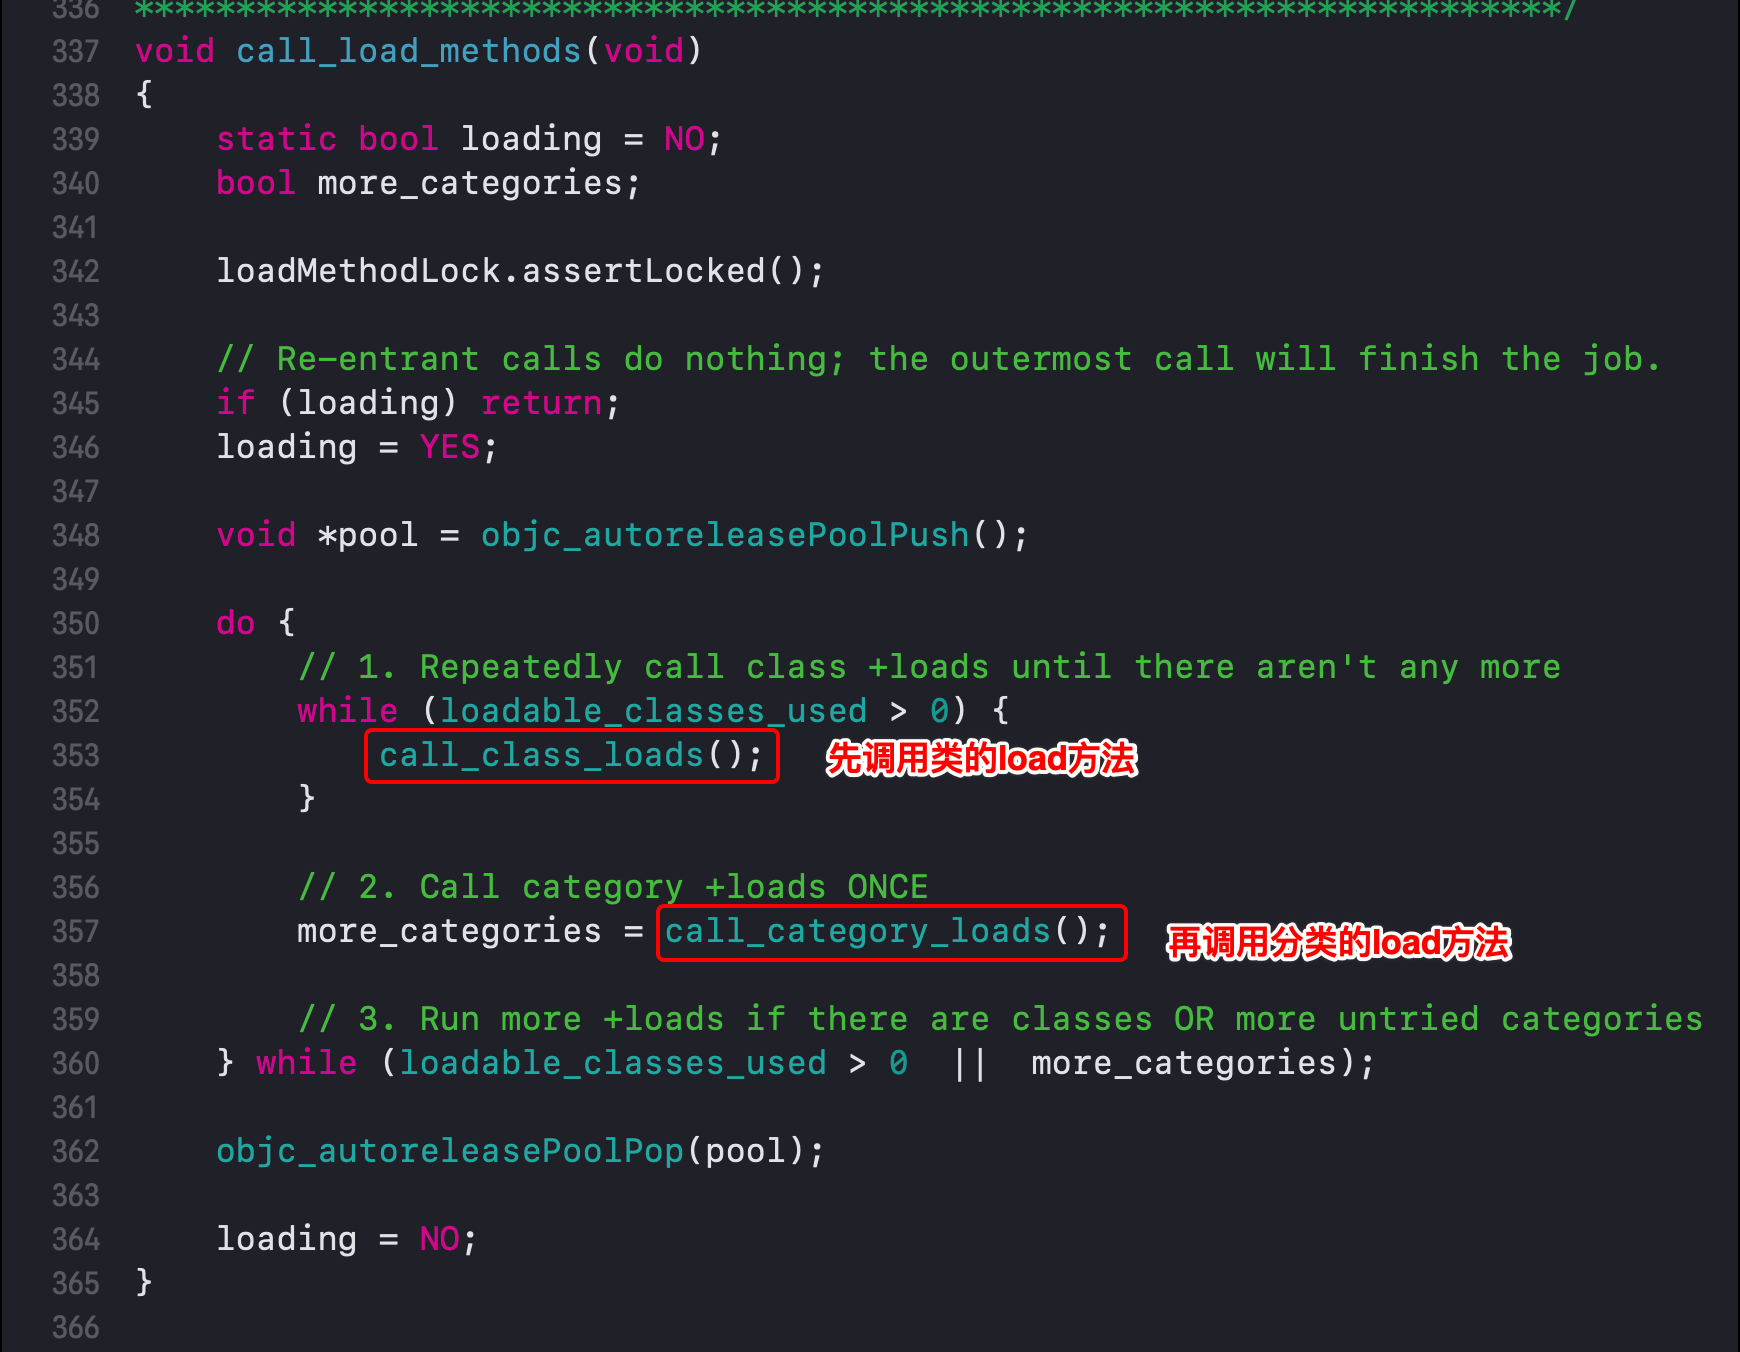 336 **********************************************************************/
337 void call_load_methods(void)
338 {
339     static bool loading = NO;
340     bool more_categories;
341
342     loadMethodLock.assertLocked();
343
344     // Re-entrant calls do nothing; the outermost call will finish the job.
345     if (loading) return;
346     loading = YES;
347
348     void *pool = objc_autoreleasePoolPush();
349
350     do {
351         // 1. Repeatedly call class +loads until there aren't any more
352         while (loadable_classes_used > 0) {
353             call_class_loads(); 先调用类的load方法
354         }
355
356         // 2. Call category +loads ONCE
357         more_categories = call_category_loads(); 再调用分类的load方法
358
359         // 3. Run more +loads if there are classes OR more untried categories
360     } while (loadable_classes_used > 0  ||  more_categories);
361
362     objc_autoreleasePoolPop(pool);
363
364     loading = NO;
365 }
366